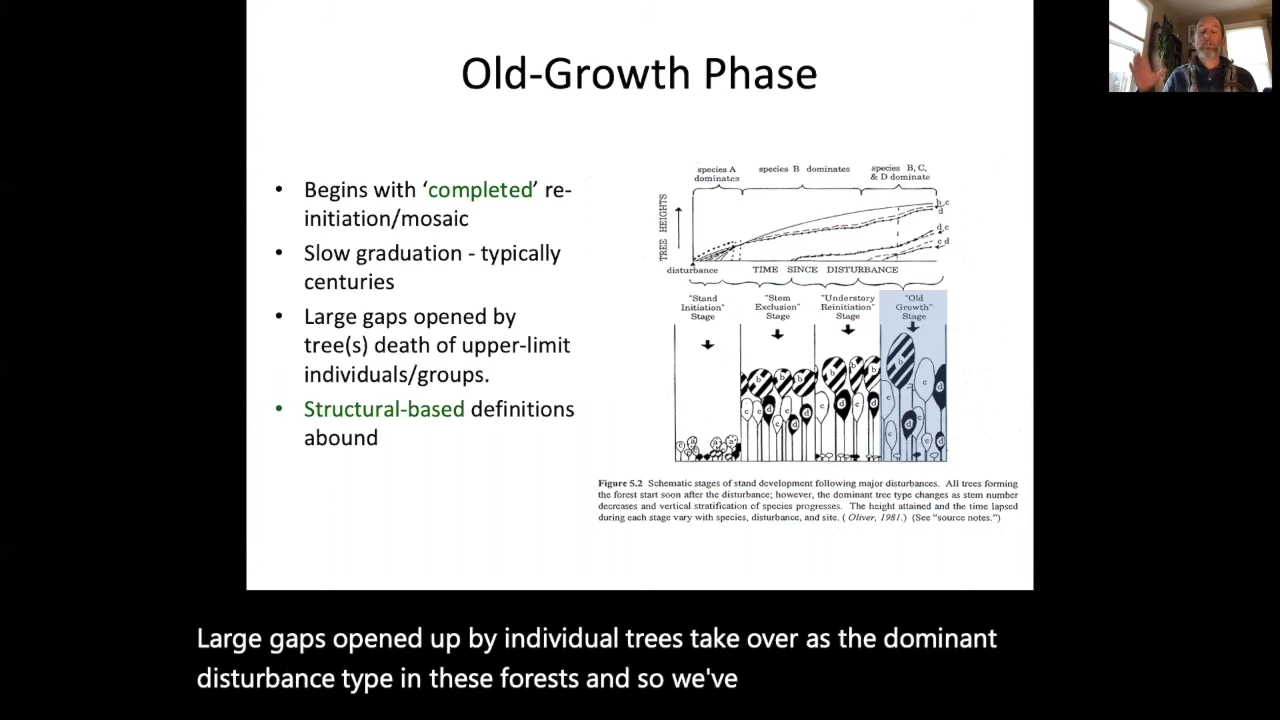 Old-Growth Phase
• Begins with ‘completed’ re-
initiation/mosaic
• Slow graduation - typically
centuries
• Large gaps opened by
tree(s) death of upper-limit
individuals/groups.
• Structural-based definitions
abound
species A
dominates
species B dominates
species B, C,
& D dominate
TREE HEIGHTS
b c
d
d c
c d
disturbance
TIME SINCE DISTURBANCE
"Stand
Initiation"
Stage
"Stem
Exclusion"
Stage
"Understory
Reinitiation"
Stage
"Old
Growth"
Stage
Figure 5.2 Schematic stages of stand development following major disturbances. All trees forming
the forest start soon after the disturbance; however, the dominant tree type changes as stem number
decreases and vertical stratification of species progresses. The height attained and the time lapsed
during each stage vary with species, disturbance, and site. ( Oliver, 1981.) (See "source notes.")
Large gaps opened up by individual trees take over as the dominant
disturbance type in these forests and so we've